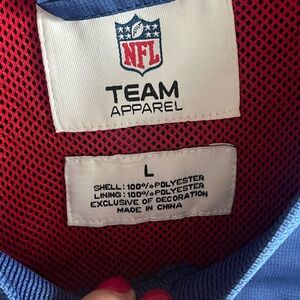 NFL
TEAM
APPAREL
L
SHELL: 100%POLYESTER
LINING: 100%POLYESTER
EXCLUSIVE OF DECORATION
MADE IN CHINA